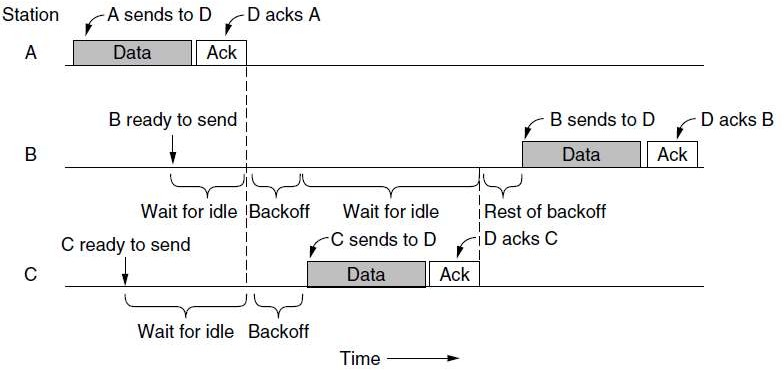 Station
A sends to D
D acks A
A
Data
Ack
B ready to send
B sends to D
D acks B
B
Data
Ack
Wait for idle
Backoff
Wait for idle
Rest of backoff
C ready to send
C sends to D
D acks C
C
Data
Ack
Wait for idle
Backoff
Time